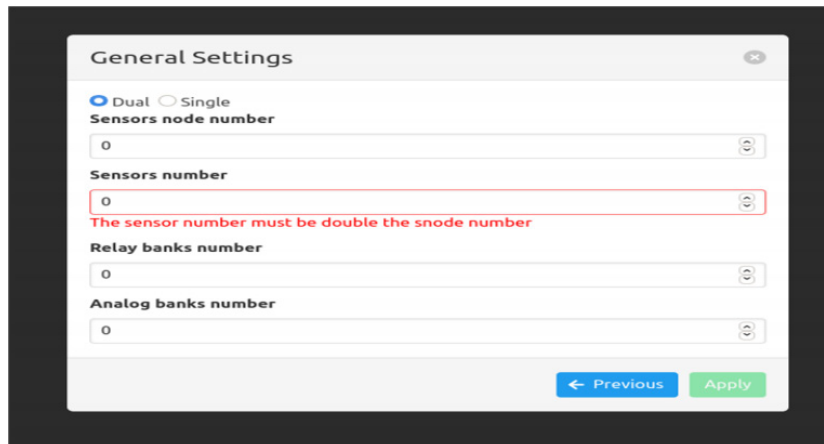 General Settings
Dual Single
Sensors node number
0
Sensors number
0
The sensor number must be double the snode number
Relay banks number
0
Analog banks number
0
← Previous Apply